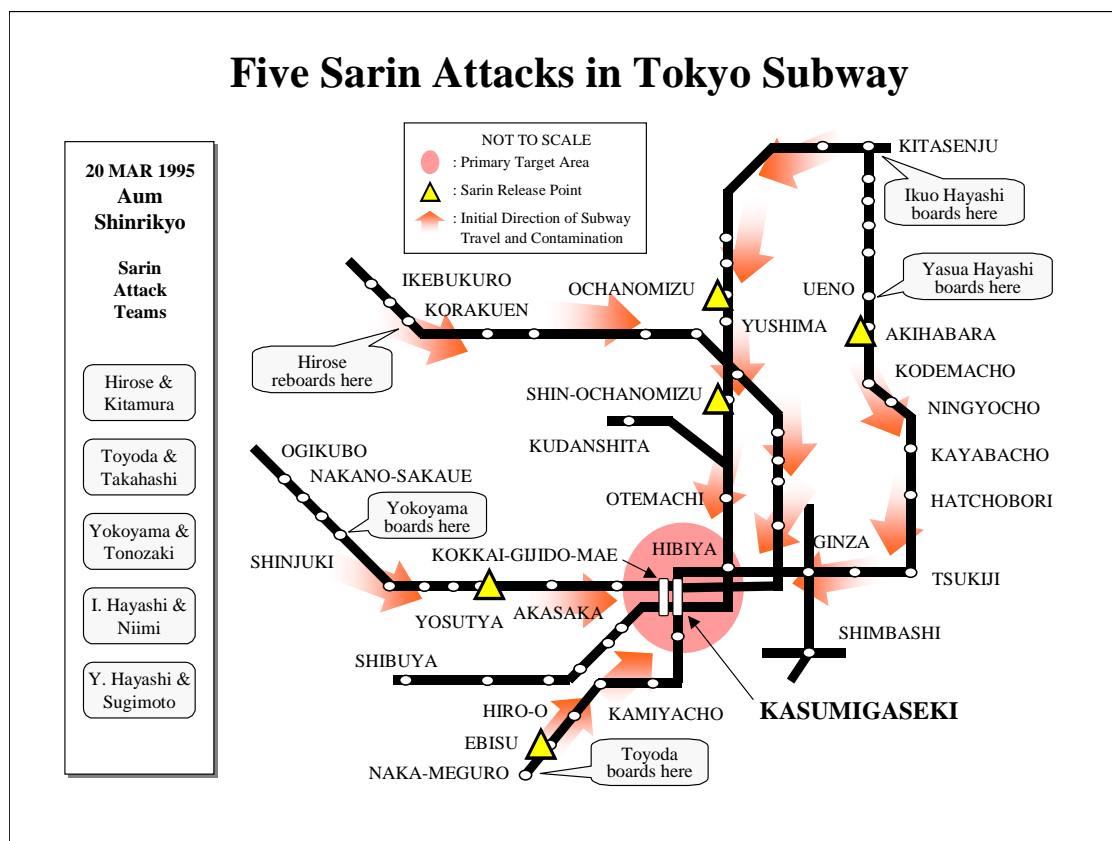 Five Sarin Attacks in Tokyo Subway
20 MAR 1995
Aum
Shinrikyo
Sarin
Attack
Teams
Hirose &
Kitamura
Toyoda &
Takahashi
Yokoyama &
Tonozaki
I. Hayashi &
Niimi
Y. Hayashi &
Sugimoto
NOT TO SCALE
: Primary Target Area
: Sarin Release Point
: Initial Direction of Subway
Travel and Contamination
KITASENJU
Ikuo Hayashi
boards here
IKEBUKURO
OCHANOMIZU
UENO
Yasua Hayashi
boards here
KORAKUEN
YUSHIMA
AKIHABARA
Hirose
reboards here
KODEMACHO
SHIN-OCHANOMIZU
NINGYOCHO
KUDANSHITA
KAYABACHO
OGIKUBO
NAKANO-SAKAUE
OTEMACHI
HATCHOBORI
Yokoyama
boards here
KOKKAI-GIJIDO-MAE
HIBIYA
GINZA
SHINJUKI
TSUKIJI
YOSUTYA
AKASAKA
SHIMBASHI
SHIBUYA
HIRO-O
KAMIYACHO
KASUMIGASEKI
EBISU
NAKA-MEGURO
Toyoda
boards here